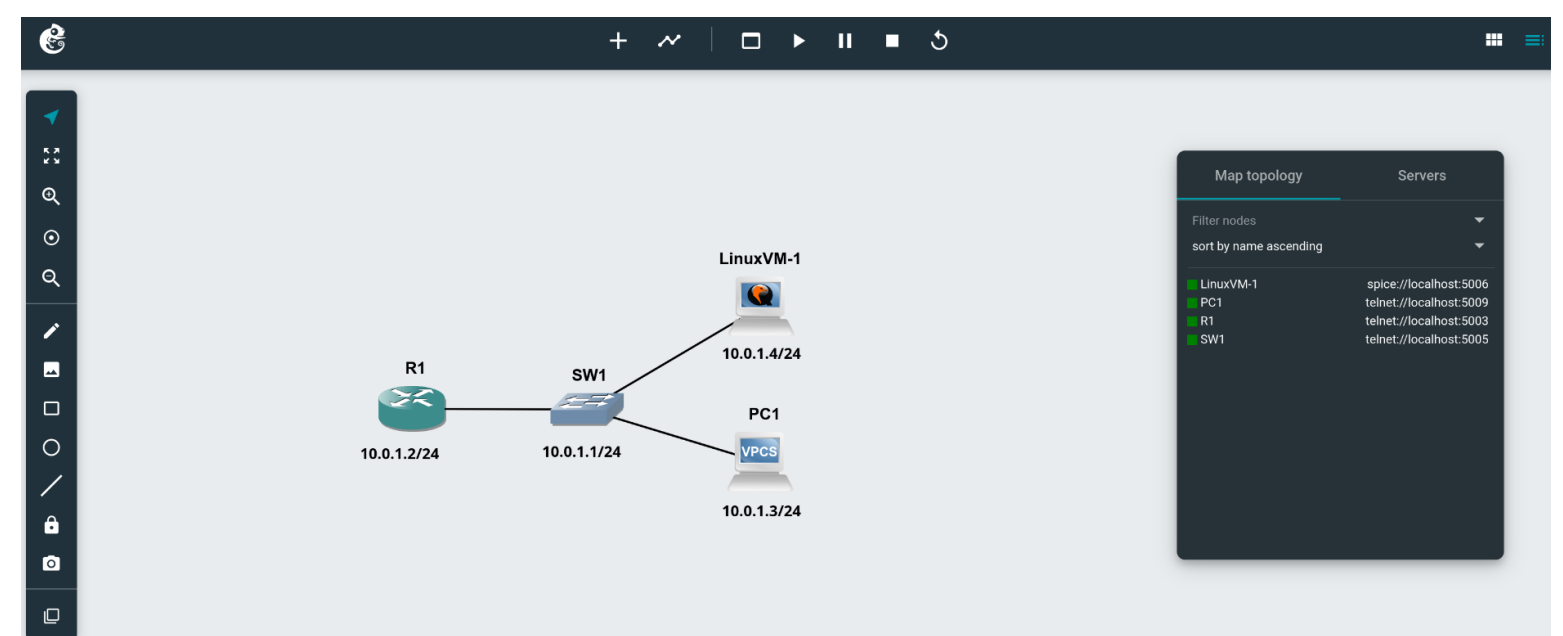 Map topology Servers
Filter nodes
sort by name ascending
LinuxVM-1 spice://localhost:5006
PC1 telnet://localhost:5009
R1 telnet://localhost:5003
SW1 telnet://localhost:5005
LinuxVM-1
10.0.1.4/24
R1
10.0.1.2/24
SW1
10.0.1.1/24
PC1
VPCS
10.0.1.3/24